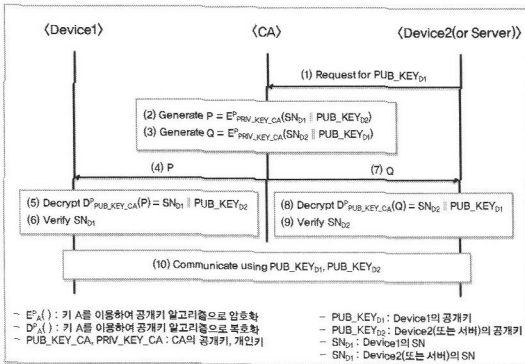 〈Device1〉
〈CA〉
〈Device2(or Server)〉
(1) Request for PUB_KEY_D1
(2) Generate P = E^P_PRIV_KEY_CA(SN_D1 || PUB_KEY_D2)
(3) Generate Q = E^P_PRIV_KEY_CA(SN_D2 || PUB_KEY_D1)
(4) P
(7) Q
(5) Decrypt D^P_PUB_KEY_CA(P) = SN_D1 || PUB_KEY_D2
(6) Verify SN_D1
(8) Decrypt D^P_PUB_KEY_CA(Q) = SN_D2 || PUB_KEY_D1
(9) Verify SN_D2
(10) Communicate using PUB_KEY_D1, PUB_KEY_D2
- E^P_A( ) : 키 A를 이용하여 공개키 알고리즘으로 암호화
- D^P_A( ) : 키 A를 이용하여 공개키 알고리즘으로 복호화
- PUB_KEY_CA, PRIV_KEY_CA : CA의 공개키, 개인키
- PUB_KEY_D1 : Device1의 공개키
- PUB_KEY_D2 : Device2(또는 서버)의 공개키
- SN_D1 : Device1의 SN
- SN_D1 : Device2(또는 서버)의 SN